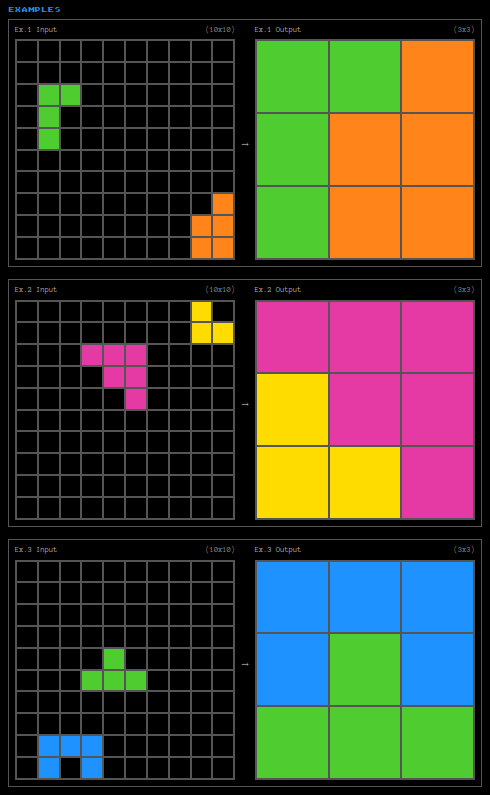 EXAMPLES
Ex.1 Input (10x10) Ex.1 Output (3x3)
→
Ex.2 Input (10x10) Ex.2 Output (3x3)
→
Ex.3 Input (10x10) Ex.3 Output (3x3)
→